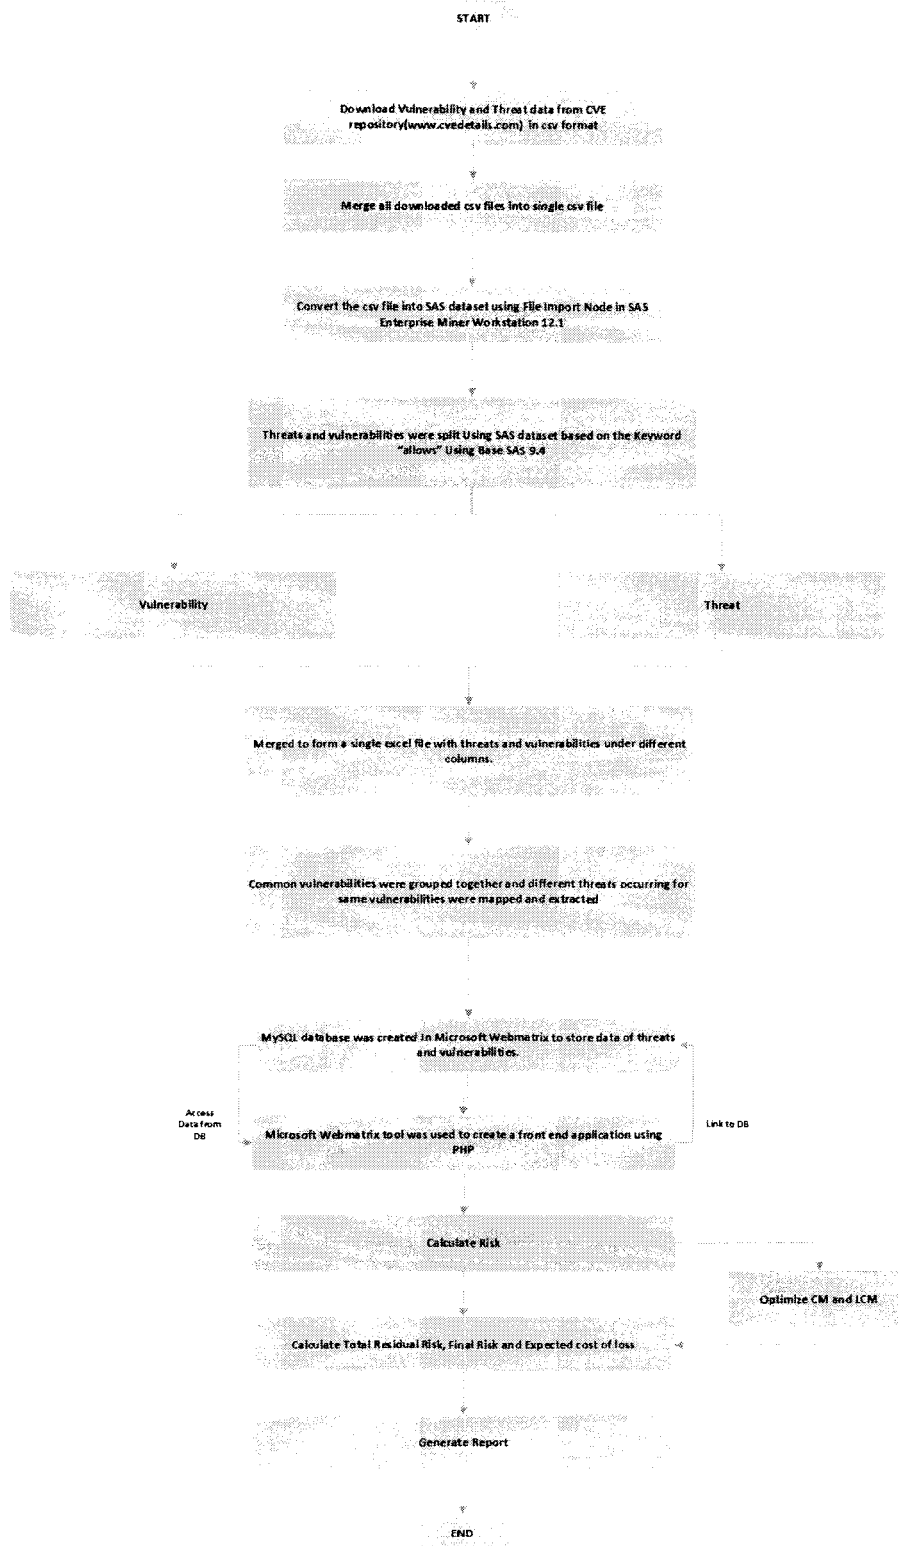 START
Download Vulnerability and Threat data from CVE
repository(www.cvedetails.com) in csv format
Merge all downloaded csv files into single csv file
Convert the csv file into SAS dataset using File Import Node in SAS
Enterprise Miner Workstation 12.1
Threats and vulnerabilities were split Using SAS dataset based on the Keyword
"allows" Using Base SAS 9.4
Vulnerability
Threat
Merged to form a single excel file with threats and vulnerabilities under different
columns.
Common vulnerabilities were grouped together and different threats occurring for
same vulnerabilities were mapped and extracted
MySQL database was created in Microsoft Webmatrix to store data of threats
and vulnerabilities.
Access
Data from
DB
Link to DB
Microsoft Webmatrix tool was used to create a front end application using
PHP
Calculate Risk
Optimize CM and LCM
Calculate Total Residual Risk, Final Risk and Expected cost of loss
Generate Report
END